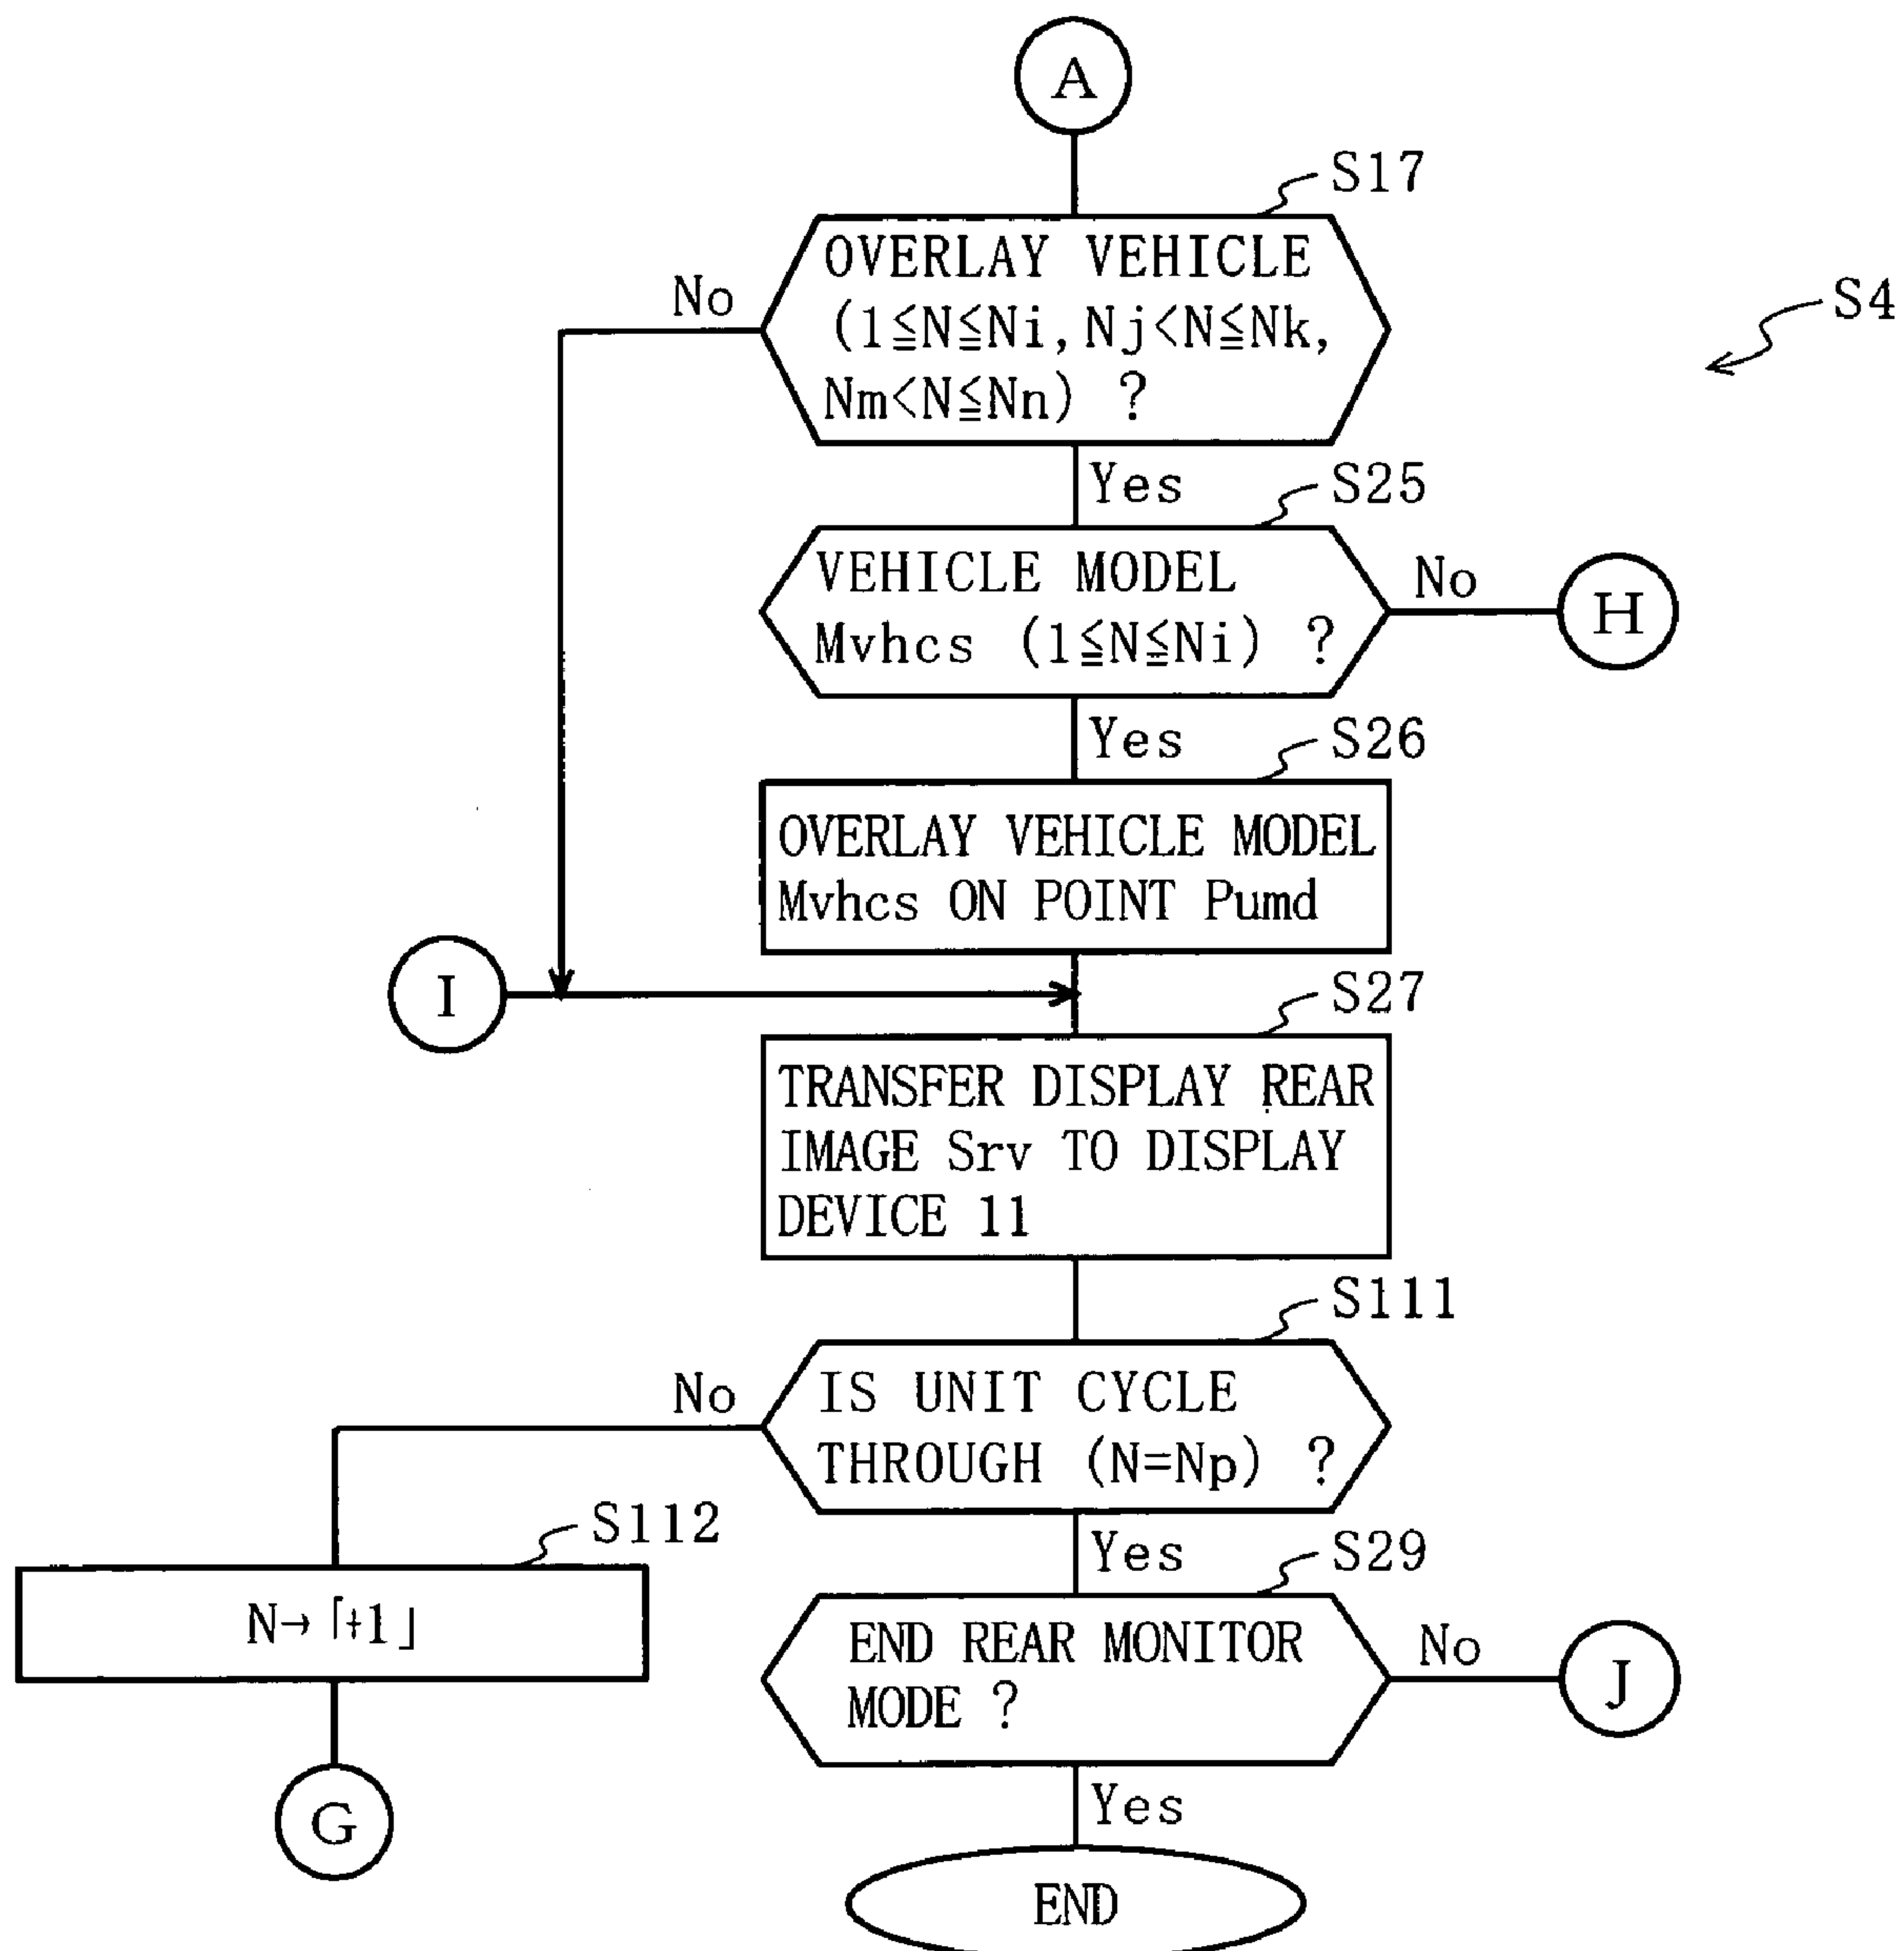 A
S17
OVERLAY VEHICLE
(1≦N≦Ni, Nj<N≦Nk,
Nm<N≦Nn) ?
No
S4
Yes
S25
VEHICLE MODEL
Mvhcs (1≦N≦Ni) ?
No
H
Yes
S26
OVERLAY VEHICLE MODEL
Mvhcs ON POINT Pumd
I
S27
TRANSFER DISPLAY REAR
IMAGE Srv TO DISPLAY
DEVICE 11
S111
No
IS UNIT CYCLE
THROUGH (N=Np) ?
S112
N→「+1」
G
Yes
S29
END REAR MONITOR
MODE ?
No
J
Yes
END